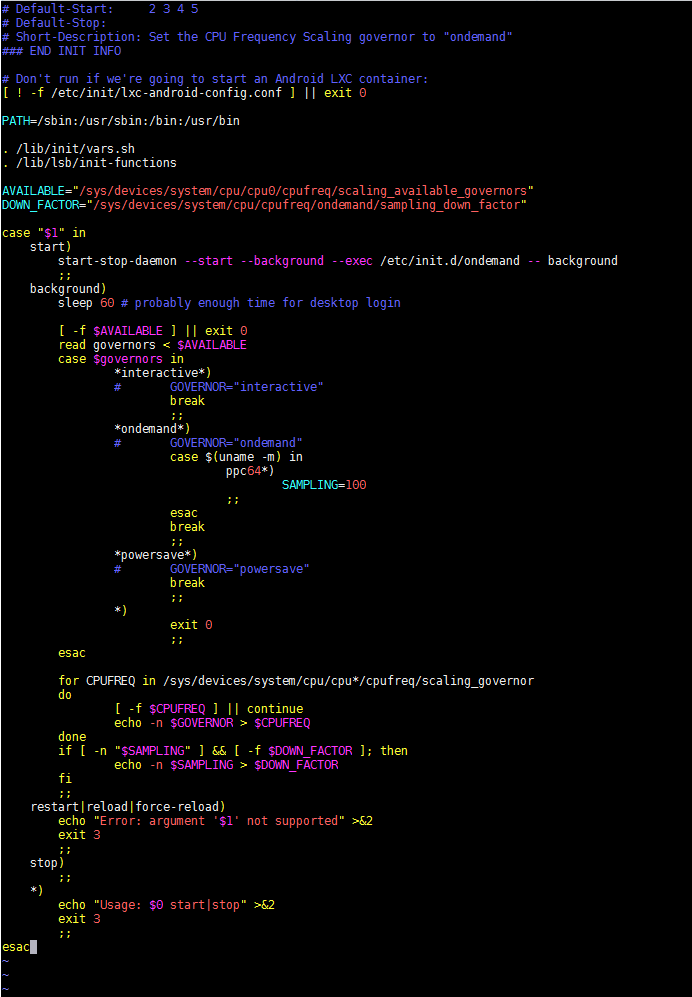 # Default-Start:     2 3 4 5
# Default-Stop:
# Short-Description: Set the CPU Frequency Scaling governor to "ondemand"
### END INIT INFO
# Don't run if we're going to start an Android LXC container:
[ ! -f /etc/init/lxc-android-config.conf ] || exit 0
PATH=/sbin:/usr/sbin:/bin:/usr/bin
. /lib/init/vars.sh
. /lib/lsb/init-functions
AVAILABLE="/sys/devices/system/cpu/cpu0/cpufreq/scaling_available_governors"
DOWN_FACTOR="/sys/devices/system/cpu/cpufreq/ondemand/sampling_down_factor"
case "$1" in
    start)
        start-stop-daemon --start --background --exec /etc/init.d/ondemand -- background
        ;;
    background)
        sleep 60 # probably enough time for desktop login
        [ -f $AVAILABLE ] || exit 0
        read governors < $AVAILABLE
        case $governors in
                *interactive*)
                #       GOVERNOR="interactive"
                        break
                        ;;
                *ondemand*)
                #       GOVERNOR="ondemand"
                        case $(uname -m) in
                                ppc64*)
                                        SAMPLING=100
                                ;;
                        esac
                        break
                        ;;
                *powersave*)
                #       GOVERNOR="powersave"
                        break
                        ;;
                *)
                        exit 0
                        ;;
        esac
        for CPUFREQ in /sys/devices/system/cpu/cpu*/cpufreq/scaling_governor
        do
                [ -f $CPUFREQ ] || continue
                echo -n $GOVERNOR > $CPUFREQ
        done
        if [ -n "$SAMPLING" ] && [ -f $DOWN_FACTOR ]; then
                echo -n $SAMPLING > $DOWN_FACTOR
        fi
        ;;
    restart|reload|force-reload)
        echo "Error: argument '$1' not supported" >&2
        exit 3
        ;;
    stop)
        ;;
    *)
        echo "Usage: $0 start|stop" >&2
        exit 3
        ;;
esac
~
~
~